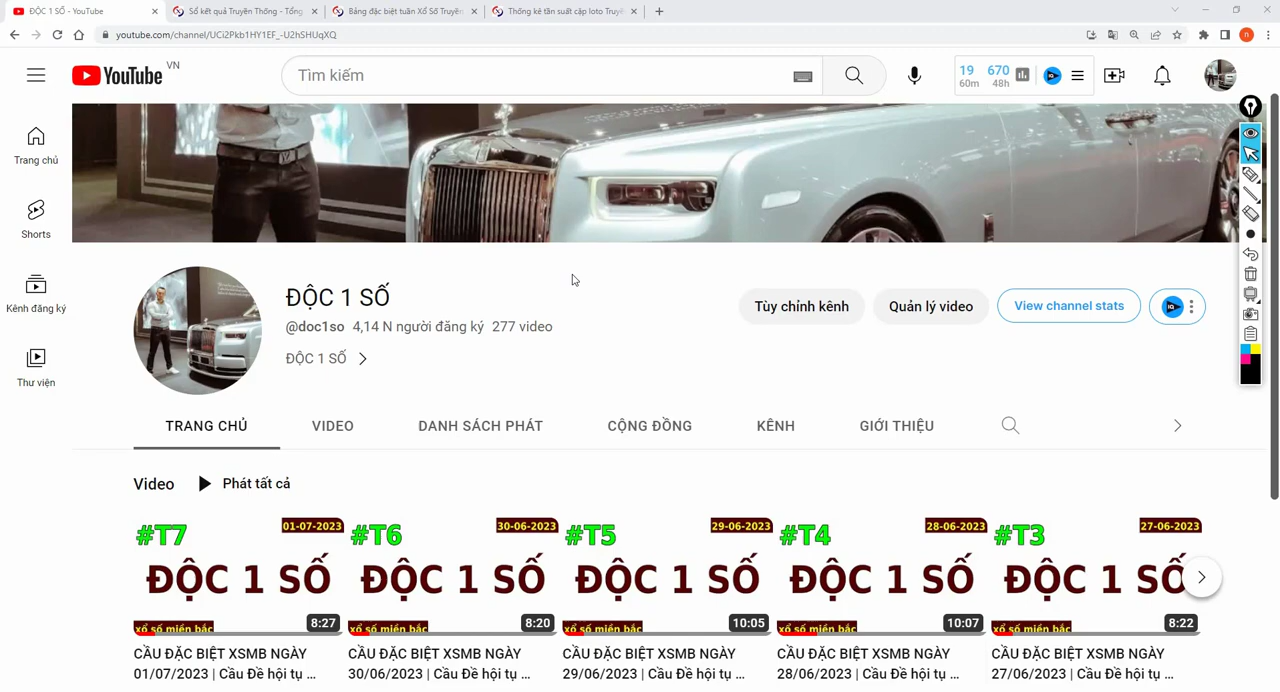 ĐỘC 1 SỐ - YouTube
Sổ kết quả Truyền Thống - Tổng
Bảng đặc biệt tuần Xổ Số Truyền
Thống kê tần suất cặp loto Truyề
youtube.com/channel/UCi2Pkb1HY1EF_-U2hSHUqXQ
n
YouTube VN
Tìm kiếm
19 670
60m 48h
Trang chủ
Shorts
Kênh đăng ký
Thư viện
ĐỘC 1 SỐ
@doc1so 4,14 N người đăng ký 277 video
ĐỘC 1 SỐ
Tùy chỉnh kênh
Quản lý video
View channel stats
IQ
TRANG CHỦ VIDEO DANH SÁCH PHÁT CỘNG ĐỒNG KÊNH GIỚI THIỆU
Video Phát tất cả
#T7 01-07-2023
ĐỘC 1 SỐ
xổ số miền bắc 8:27
CẦU ĐẶC BIỆT XSMB NGÀY
01/07/2023 | Cầu Đề hội tụ ...
#T6 30-06-2023
ĐỘC 1 SỐ
xổ số miền bắc 8:20
CẦU ĐẶC BIỆT XSMB NGÀY
30/06/2023 | Cầu Đề hội tụ ...
#T5 29-06-2023
ĐỘC 1 SỐ
xổ số miền bắc 10:05
CẦU ĐẶC BIỆT XSMB NGÀY
29/06/2023 | Cầu Đề hội tụ ...
#T4 28-06-2023
ĐỘC 1 SỐ
xổ số miền bắc 10:07
CẦU ĐẶC BIỆT XSMB NGÀY
28/06/2023 | Cầu Đề hội tụ ...
#T3 27-06-2023
ĐỘC 1 SỐ
xổ số miền bắc 8:22
CẦU ĐẶC BIỆT XSMB NGÀY
27/06/2023 | Cầu Đề hội tụ ...